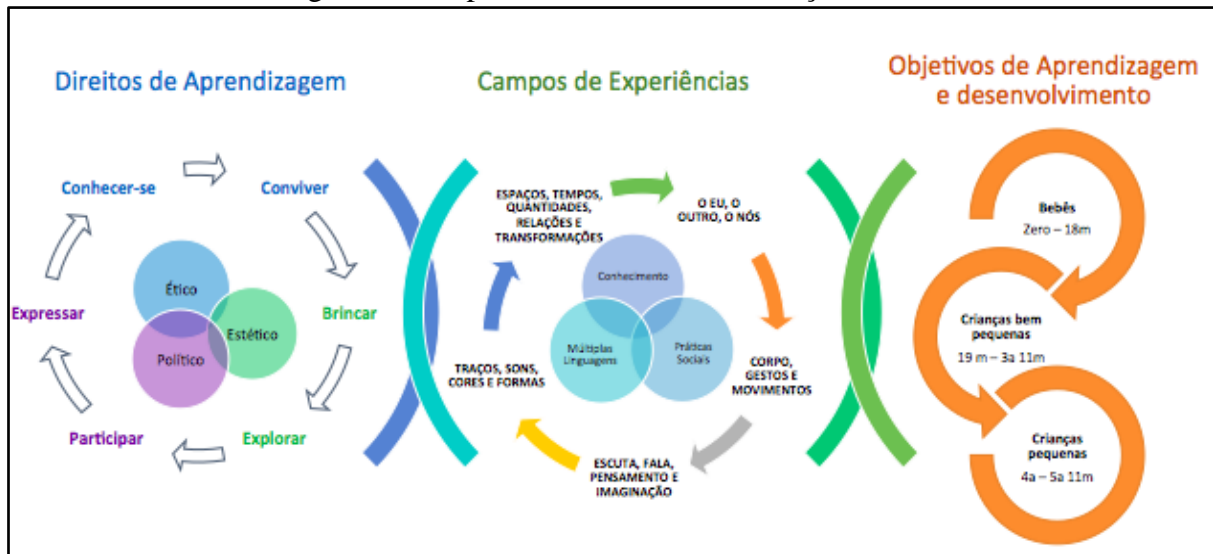 Direitos de Aprendizagem
Conhecer-se
Conviver
Brincar
Explorar
Participar
Expressar
Ético
Estético
Político
Campos de Experiências
ESPAÇOS, TEMPOS,
QUANTIDADES,
RELAÇÕES E
TRANSFORMAÇÕES
O EU, O
OUTRO, O NÓS
CORPO,
GESTOS E
MOVIMENTOS
ESCUTA, FALA,
PENSAMENTO E
IMAGINAÇÃO
TRAÇOS, SONS,
CORES E FORMAS
Conhecimento
Múltiplas
Linguagens
Práticas
Sociais
Objetivos de Aprendizagem
e desenvolvimento
Bebês
Zero – 18m
Crianças bem
pequenas
19 m – 3a 11m
Crianças
pequenas
4a – 5a 11m